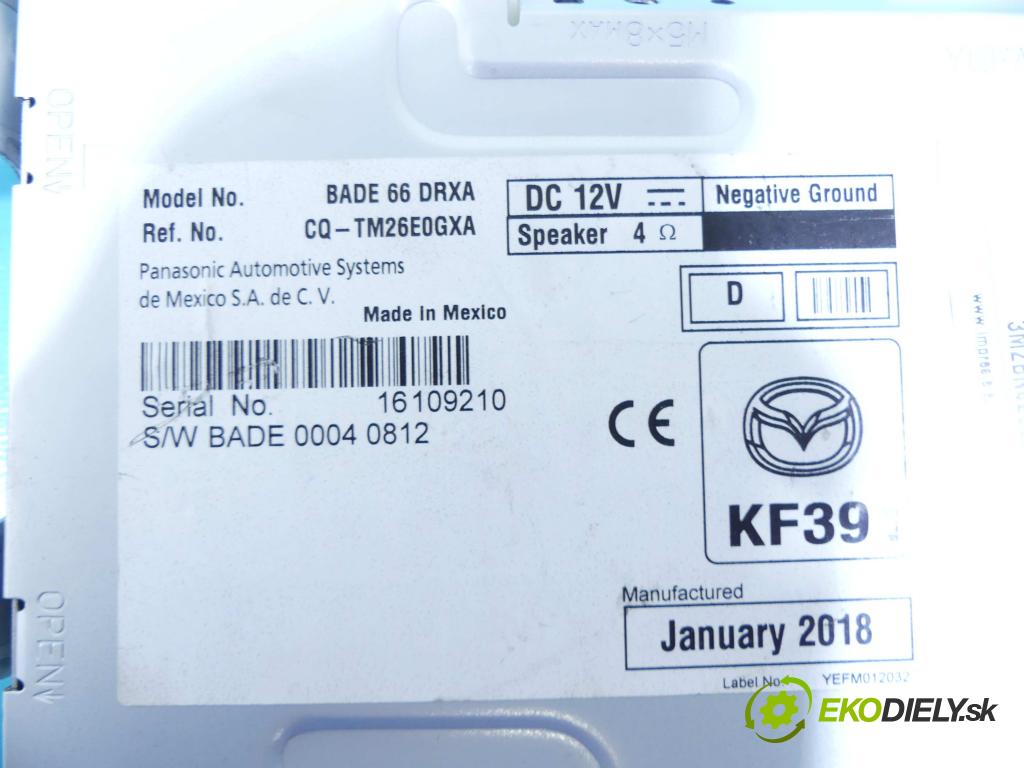 M5×8MAX
OPEN
Model No. BADE 66 DRXA
Ref. No. CQ-TM26E0GXA
DC 12V Negative Ground
Speaker 4 Ω
Panasonic Automotive Systems
de Mexico S.A. de C. V.
Made in Mexico
D
Serial No. 16109210
S/W BADE 0004 0812
CE
KF39
Manufactured
January 2018
Label No. YEFM012032
OPEN
EKODIELY.sk